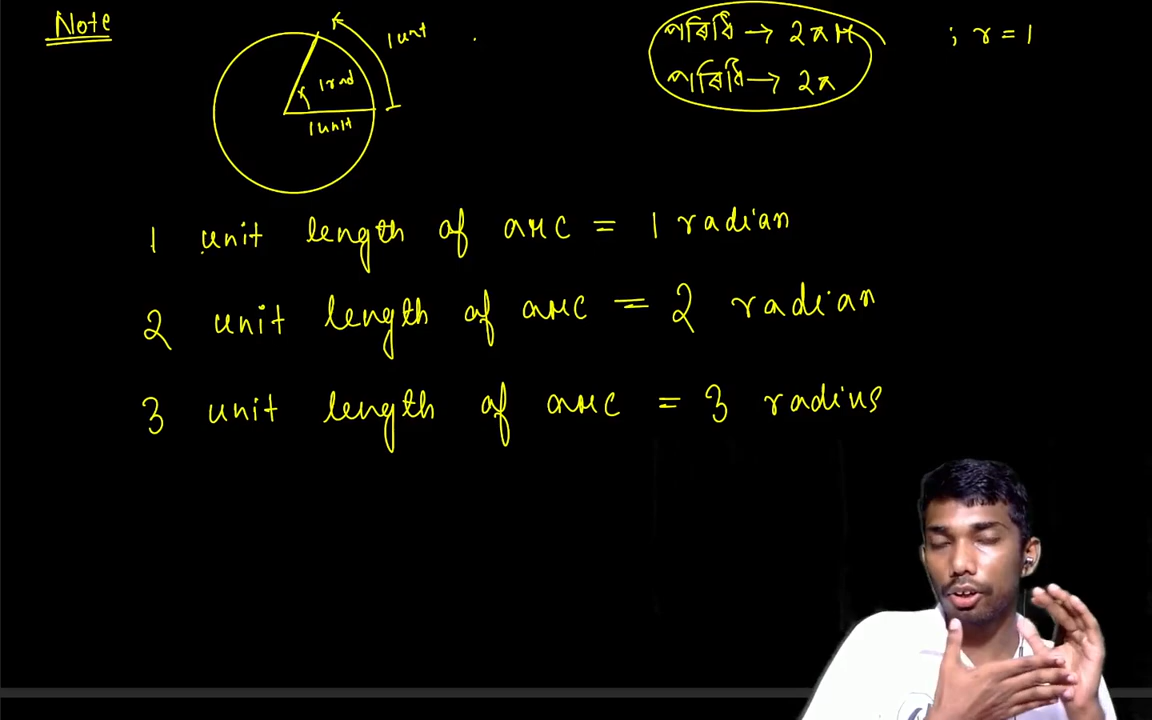 Note
1 unit
1 rad
1 unit
পৰিধি → 2πr ; r = 1
পৰিধি → 2π
1 unit length of arc = 1 radian
2 unit length of arc = 2 radian
3 unit length of arc = 3 radius